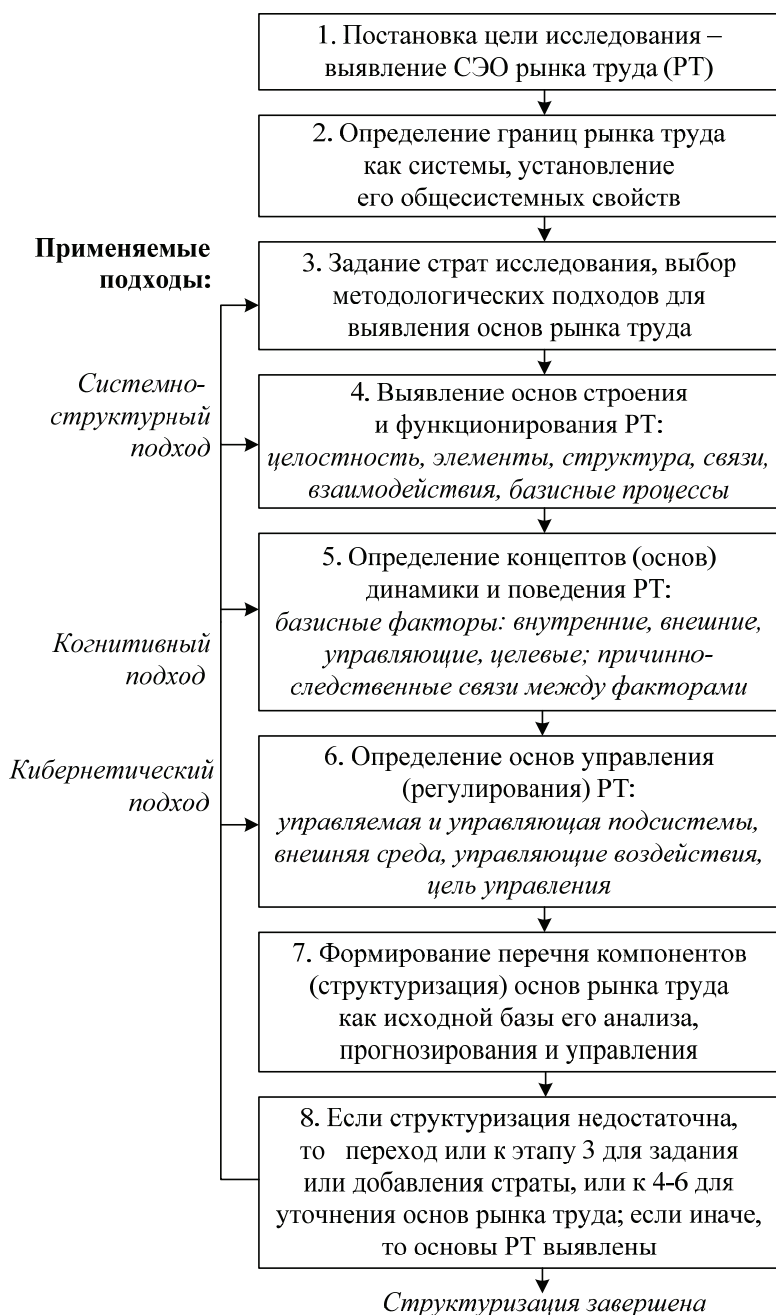 1. Постановка цели исследования –
выявление СЭО рынка труда (РТ)
2. Определение границ рынка труда
как системы, установление
его общесистемных свойств
Применяемые
подходы:
3. Задание страт исследования, выбор
методологических подходов для
выявления основ рынка труда
Системно-
структурный
подход
4. Выявление основ строения
и функционирования РТ:
целостность, элементы, структура, связи,
взаимодействия, базисные процессы
Когнитивный
подход
5. Определение концептов (основ)
динамики и поведения РТ:
базисные факторы: внутренние, внешние,
управляющие, целевые; причинно-
следственные связи между факторами
Кибернетический
подход
6. Определение основ управления
(регулирования) РТ:
управляемая и управляющая подсистемы,
внешняя среда, управляющие воздействия,
цель управления
7. Формирование перечня компонентов
(структуризация) основ рынка труда
как исходной базы его анализа,
прогнозирования и управления
8. Если структуризация недостаточна,
то переход или к этапу 3 для задания
или добавления страты, или к 4-6 для
уточнения основ рынка труда; если иначе,
то основы РТ выявлены
Структуризация завершена